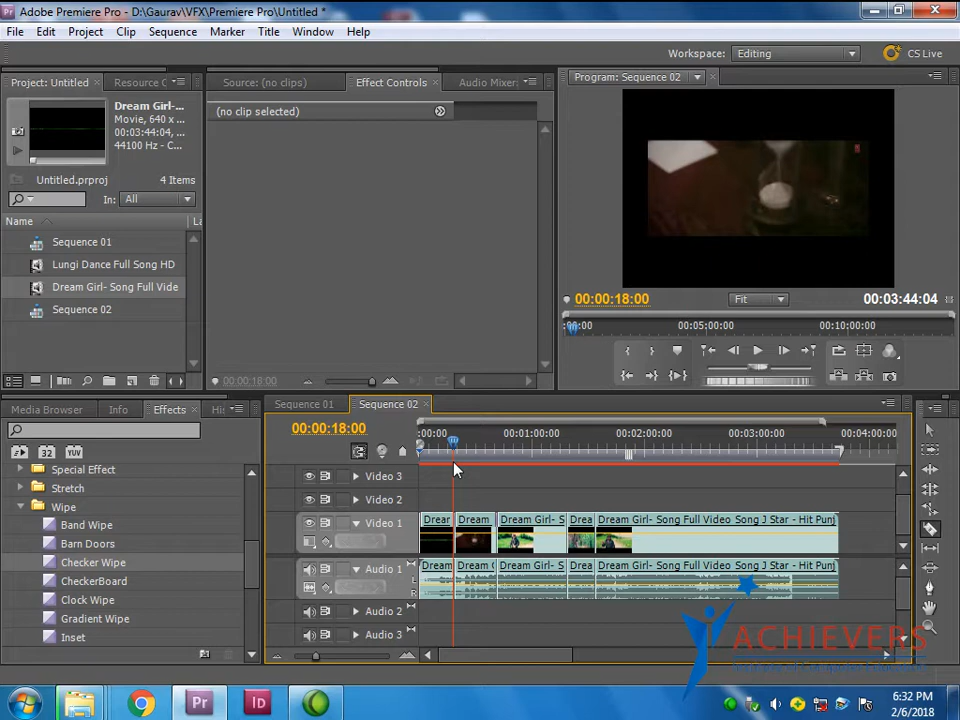 Adobe Premiere Pro - D:\Gaurav\VFX\Premiere Pro\Untitled *
File Edit Project Clip Sequence Marker Title Window Help
Workspace: Editing CS Live
Project: Untitled Resource C
Source: (no clips) Effect Controls Audio Mixer:
Program: Sequence 02
Dream Girl-...
Movie, 640 x
00:03:44:04, ...
44100 Hz - C...
(no clip selected)
Untitled.prproj 4 Items
In: All
Name La
Sequence 01
Lungi Dance Full Song HD
Dream Girl- Song Full Vide
Sequence 02
00:00:18:00 Fit 00:03:44:04
:00:00 00:05:00:00 00:10:00:00
00:00:18:00
Media Browser Info Effects His
Sequence 01 Sequence 02
00:00:18:00
:00:00 00:01:00:00 00:02:00:00 00:03:00:00 00:04:00:00
32 YUV
Special Effect
Stretch
Wipe
Band Wipe
Barn Doors
Checker Wipe
CheckerBoard
Clock Wipe
Gradient Wipe
Inset
Video 3
Video 2
Video 1 Drear Dream Dream Girl- S Drea Dream Girl- Song Full Video Song J Star - Hit Punj
Audio 1 Dream Dream G Dream Girl- S Drea Dream Girl- Song Full Video Song J Star - Hit Punj
L
R
Audio 2
Audio 3
ACHIEVERS
Pr Id
6:32 PM
2/6/2018